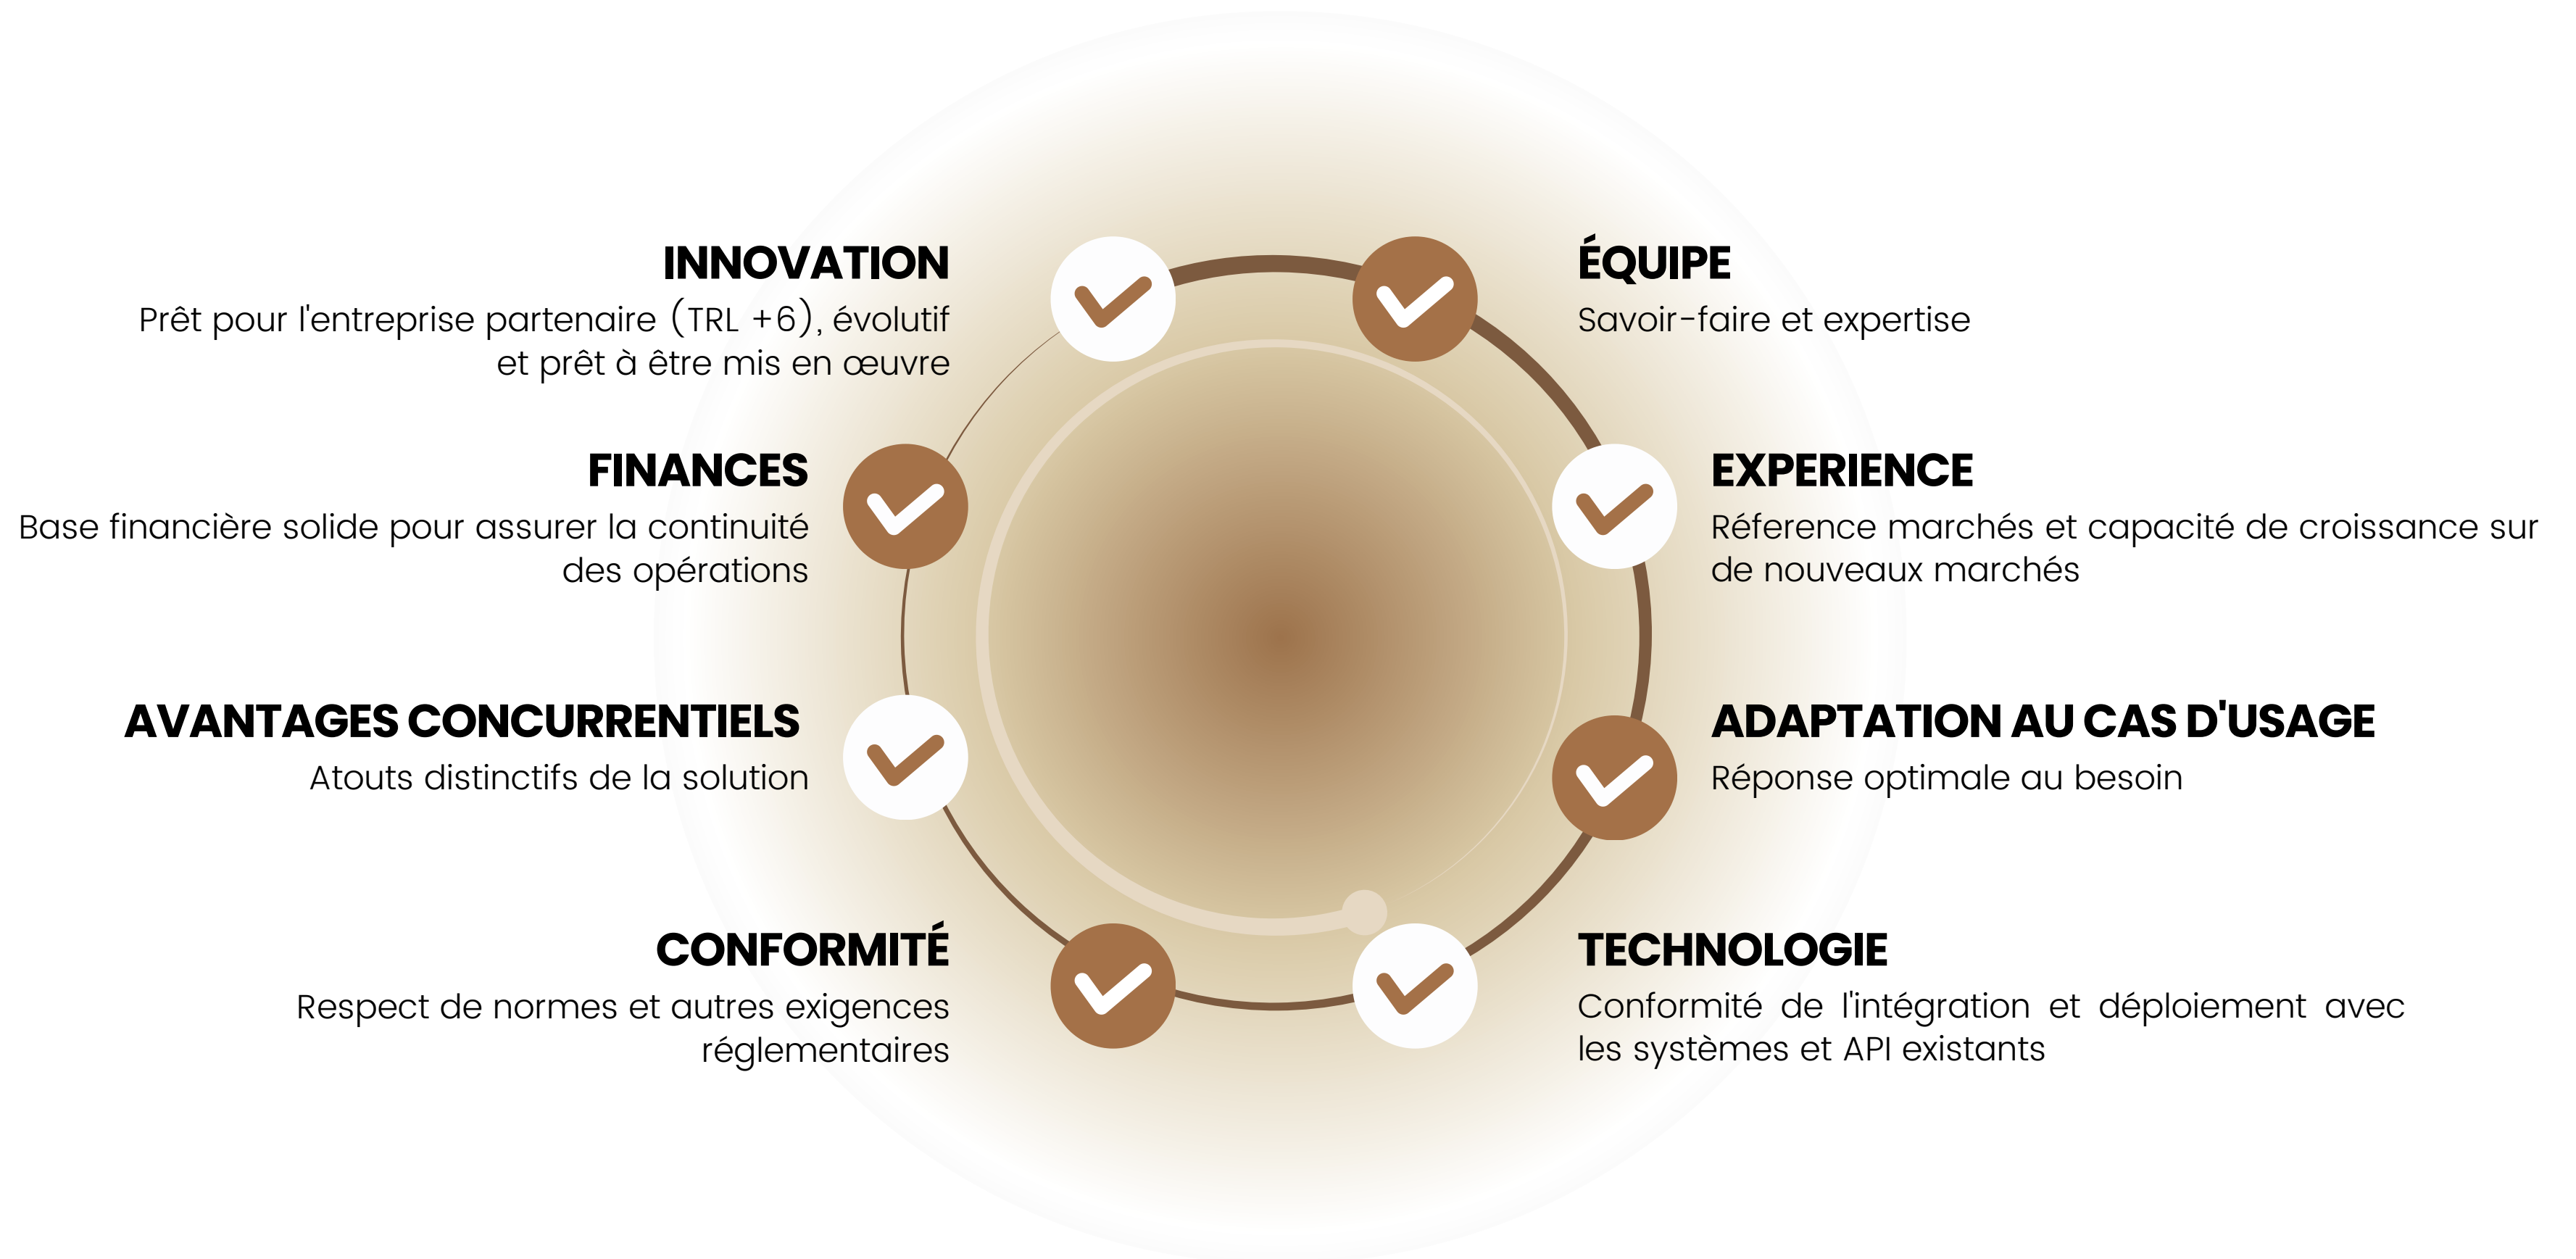 INNOVATION
Prêt pour l'entreprise partenaire (TRL +6), évolutif
et prêt à être mis en œuvre
FINANCES
Base financière solide pour assurer la continuité
des opérations
AVANTAGES CONCURRENTIELS
Atouts distinctifs de la solution
CONFORMITÉ
Respect de normes et autres exigences
réglementaires
ÉQUIPE
Savoir-faire et expertise
EXPERIENCE
Réference marchés et capacité de croissance sur
de nouveaux marchés
ADAPTATION AU CAS D'USAGE
Réponse optimale au besoin
TECHNOLOGIE
Conformité de l'intégration et déploiement avec
les systèmes et API existants